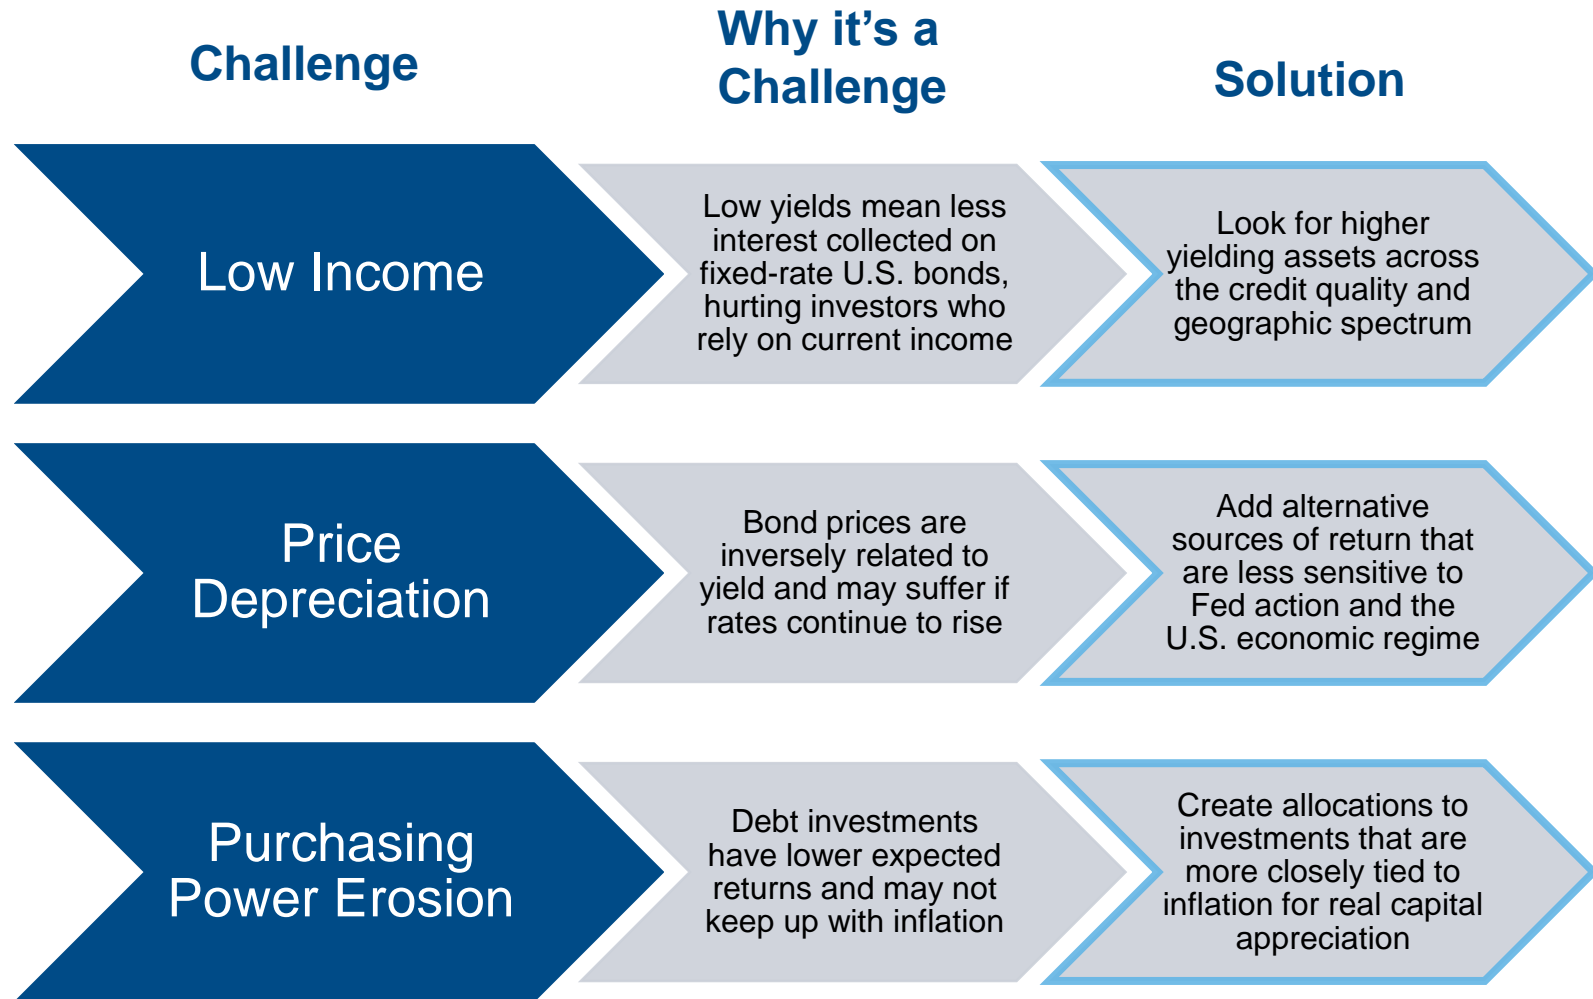 Challenge
Why it's a
Challenge
Solution
Low Income
Low yields mean less
interest collected on
fixed-rate U.S. bonds,
hurting investors who
rely on current income
Look for higher
yielding assets across
the credit quality and
geographic spectrum
Price
Depreciation
Bond prices are
inversely related to
yield and may suffer if
rates continue to rise
Add alternative
sources of return that
are less sensitive to
Fed action and the
U.S. economic regime
Purchasing
Power Erosion
Debt investments
have lower expected
returns and may not
keep up with inflation
Create allocations to
investments that are
more closely tied to
inflation for real capital
appreciation